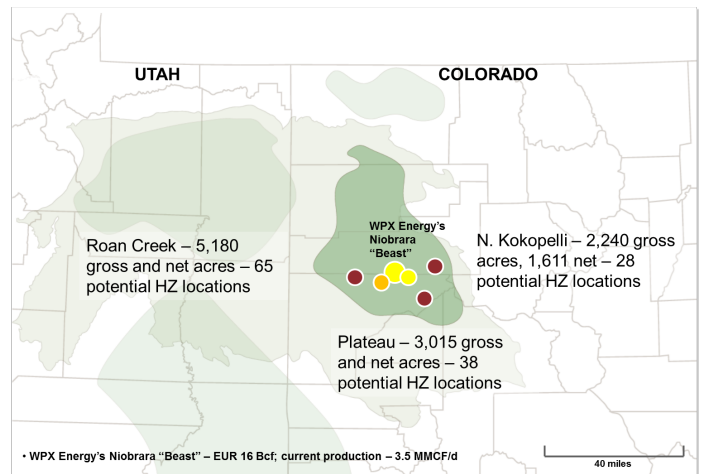 UTAH
COLORADO
WPX Energy's
Niobrara
"Beast"
Roan Creek – 5,180
gross and net acres – 65
potential HZ locations
N. Kokopelli – 2,240 gross
acres, 1,611 net – 28
potential HZ locations
Plateau – 3,015 gross
and net acres – 38
potential HZ locations
• WPX Energy's Niobrara "Beast" – EUR 16 Bcf; current production – 3.5 MMCF/d
40 miles